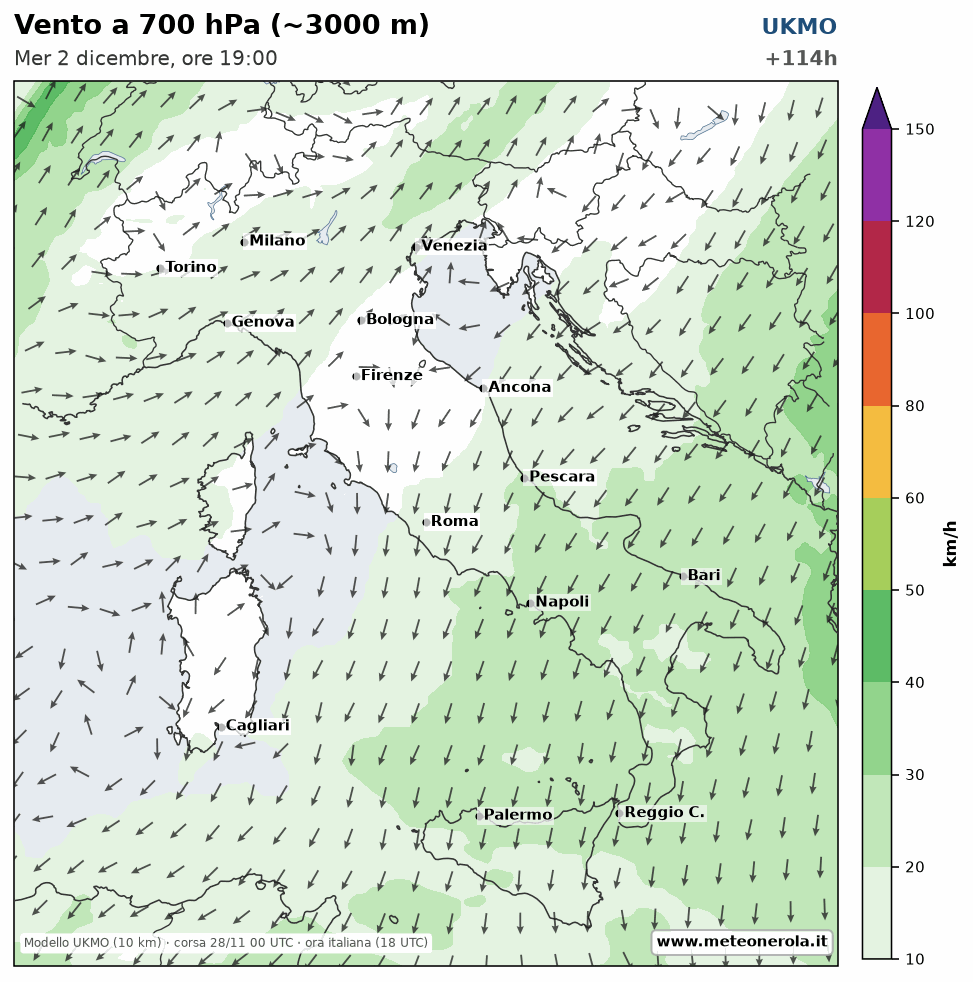 Vento a 700 hPa (~3000 m)
UKMO
Mer 2 dicembre, ore 19:00
+114h
Milano
Venezia
Torino
Genova
Bologna
Firenze
Ancona
Pescara
Roma
Bari
Napoli
Cagliari
Palermo
Reggio C.
150
120
100
80
60
50
40
30
20
10
km/h
Modello UKMO (10 km) · corsa 28/11 00 UTC · ora italiana (18 UTC)
www.meteonerola.it